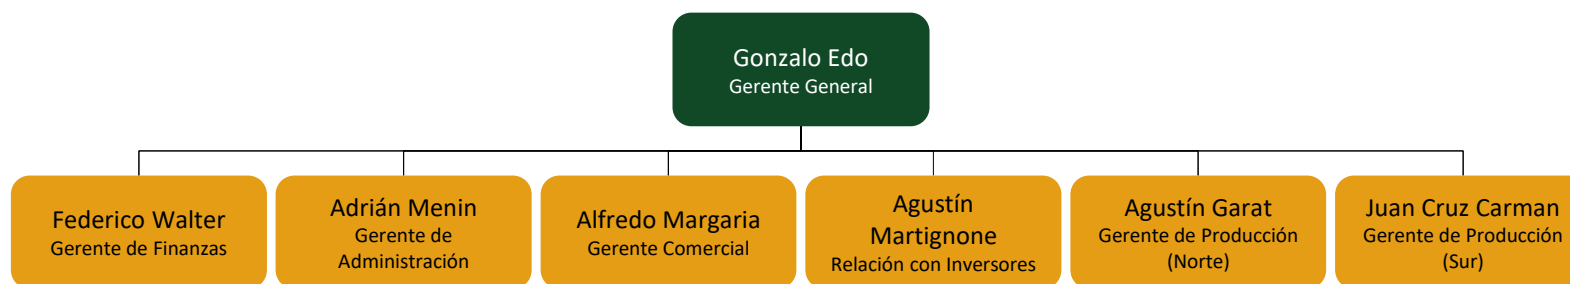 Gonzalo Edo
Gerente General
Federico Walter
Gerente de Finanzas
Adrián Menin
Gerente de
Administración
Alfredo Margaria
Gerente Comercial
Agustín
Martignone
Relación con Inversores
Agustín Garat
Gerente de Producción
(Norte)
Juan Cruz Carman
Gerente de Producción
(Sur)